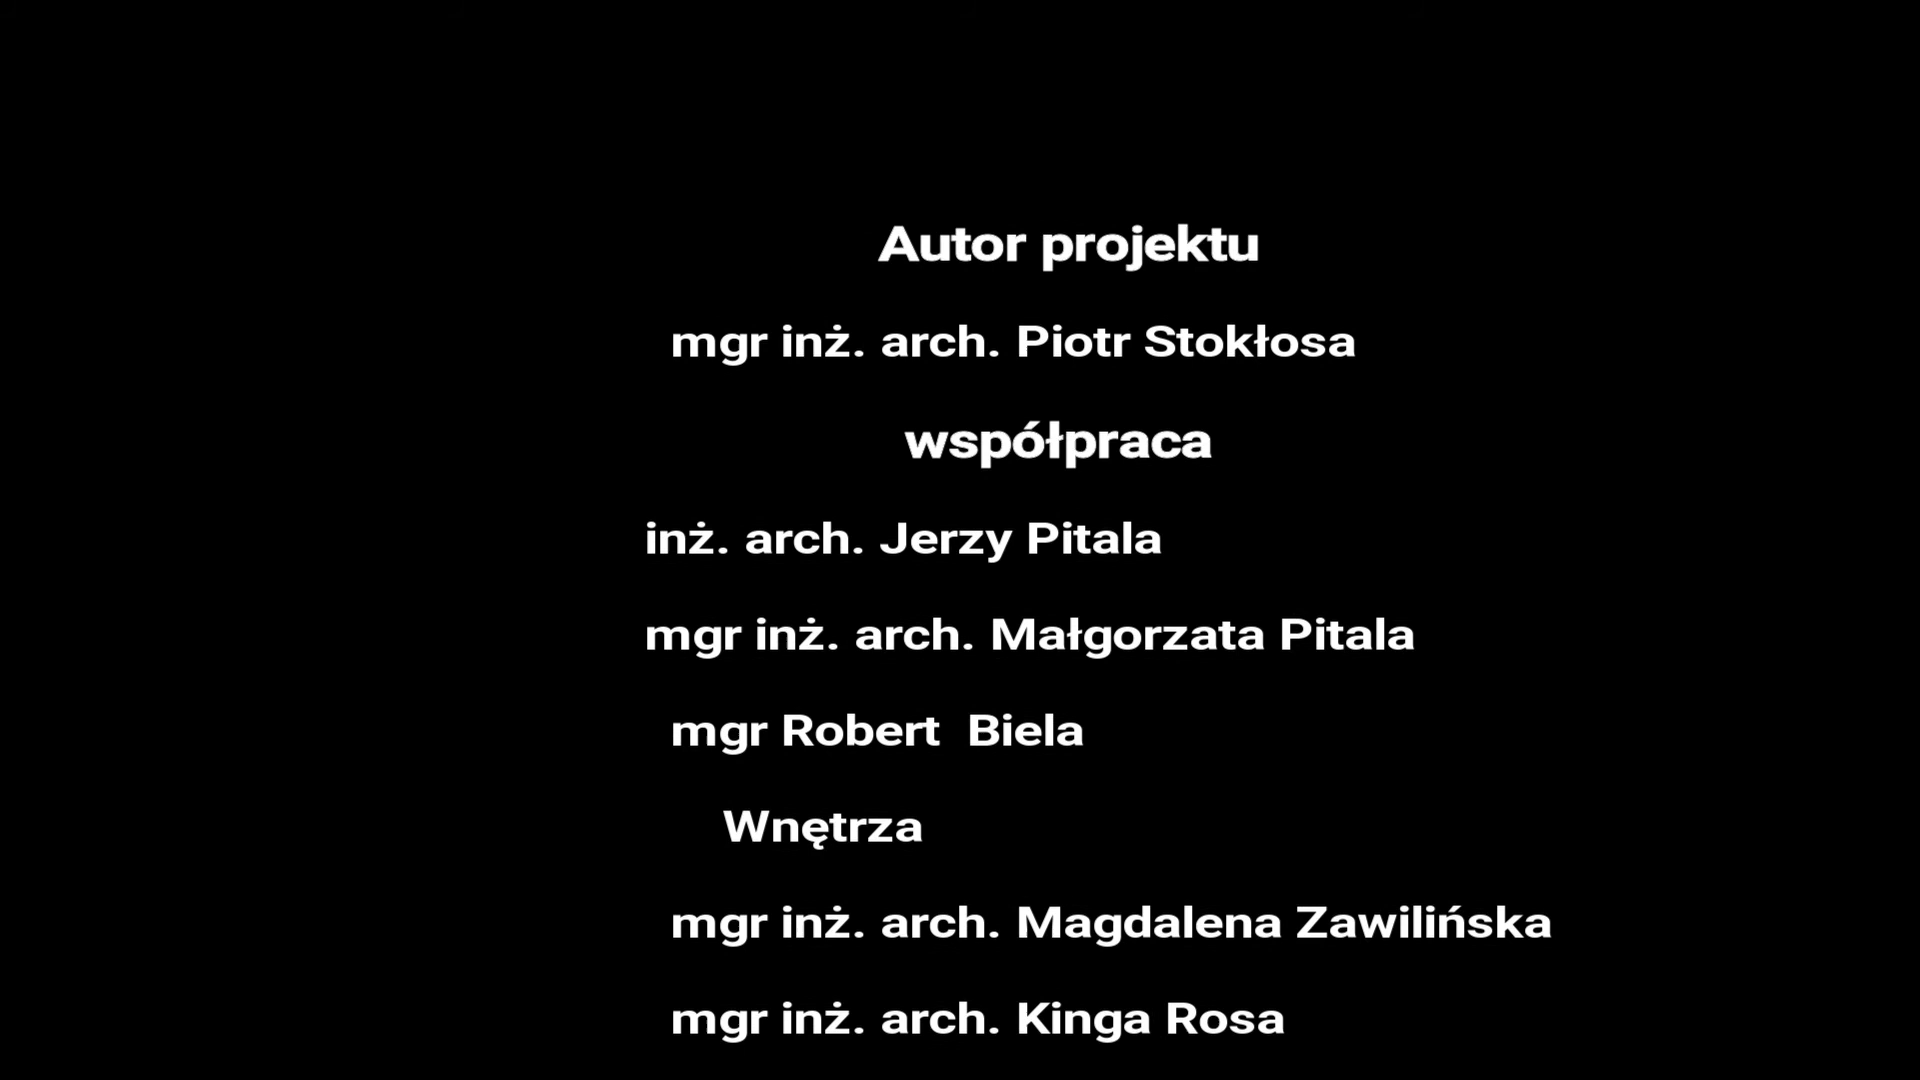 Autor projektu
mgr inż. arch. Piotr Stokłosa
współpraca
inż. arch. Jerzy Pitala
mgr inż. arch. Małgorzata Pitala
mgr Robert  Biela
Wnętrza
mgr inż. arch. Magdalena Zawilińska
mgr inż. arch. Kinga Rosa